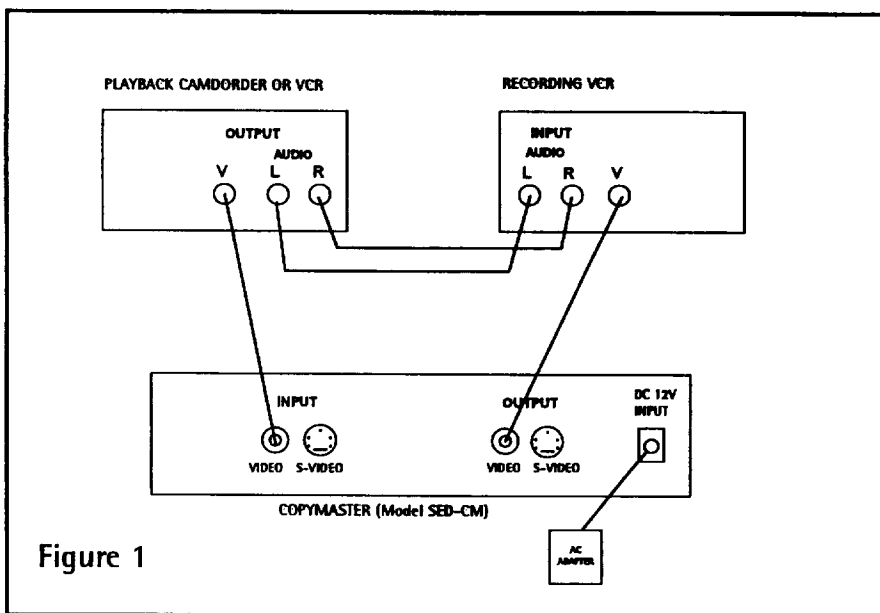 PLAYBACK CAMDORDER OR VCR
OUTPUT
AUDIO
V L R
RECORDING VCR
INPUT
AUDIO
L R V
INPUT
VIDEO S-VIDEO
OUTPUT
VIDEO S-VIDEO
DC 12V
INPUT
COPYMASTER (Model SED-CM)
AC
ADAPTER
Figure 1